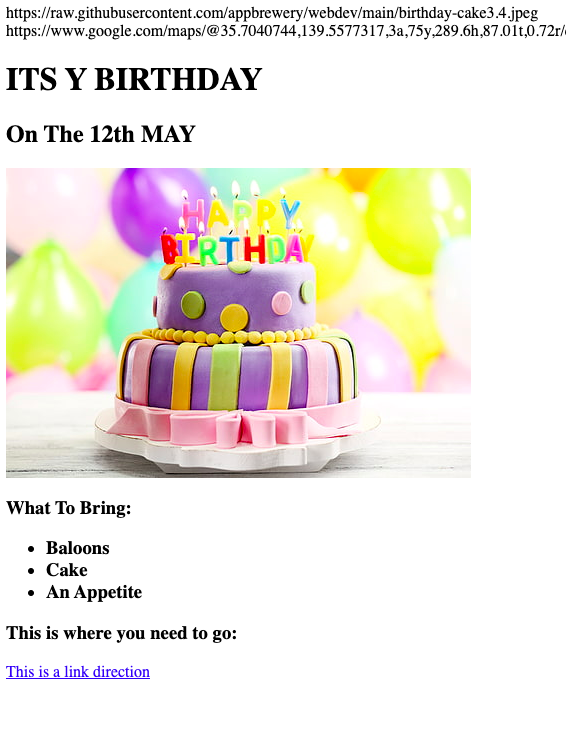 https://raw.githubusercontent.com/appbrewery/webdev/main/birthday-cake3.4.jpeg
https://www.google.com/maps/@35.7040744,139.5577317,3a,75y,289.6h,87.01t,0.72r/
ITS Y BIRTHDAY
On The 12th MAY
HAPPY
BIRTHDAY
What To Bring:
• Baloons
• Cake
• An Appetite
This is where you need to go:
This is a link direction